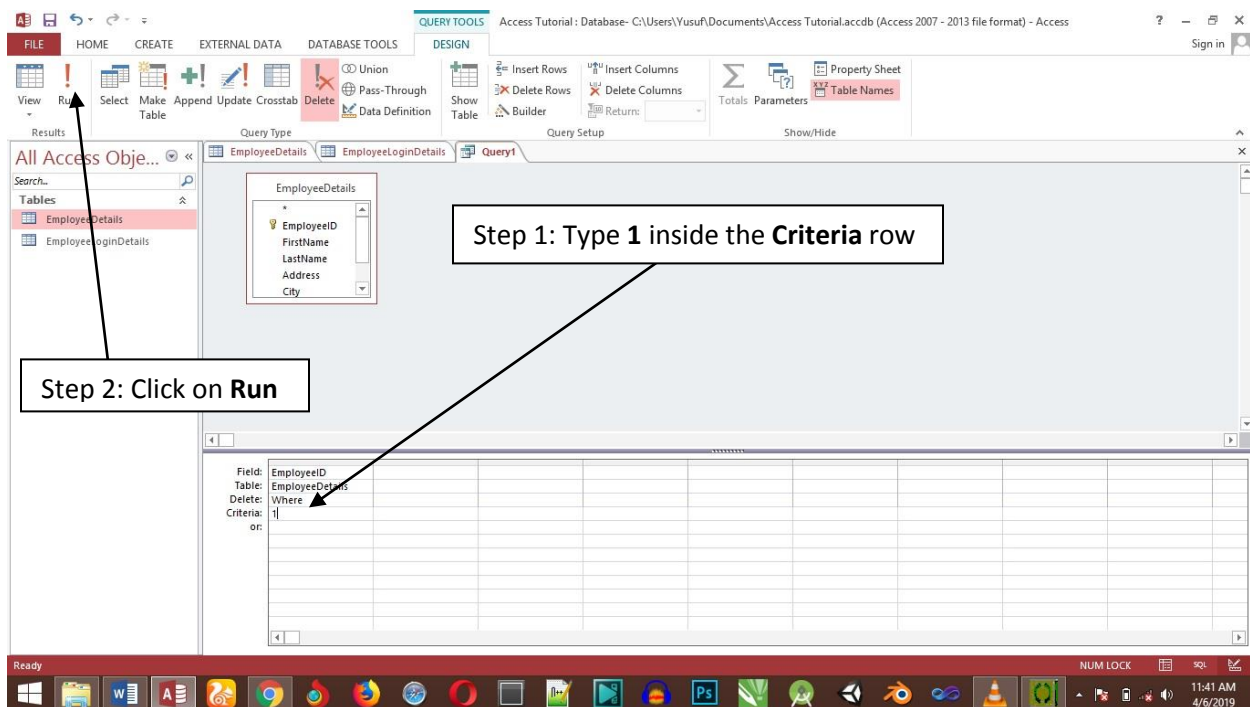 QUERY TOOLS Access Tutorial : Database- C:\Users\Yusuf\Documents\Access Tutorial.accdb (Access 2007 - 2013 file format) - Access ?
FILE HOME CREATE EXTERNAL DATA DATABASE TOOLS DESIGN Sign in
View Run Select Make Table Append Update Crosstab Delete
Union
Pass-Through
Data Definition
Show Table
Insert Rows
Delete Rows
Builder
Insert Columns
Delete Columns
Return:
Totals Parameters
Property Sheet
Table Names
Results Query Type Query Setup Show/Hide
All Access Obje...
Search...
Tables
EmployeeDetails
EmployeeLoginDetails
EmployeeDetails EmployeeLoginDetails Query1
EmployeeDetails
*
EmployeeID
FirstName
LastName
Address
City
Step 1: Type 1 inside the Criteria row
Step 2: Click on Run
Field: EmployeeID
Table: EmployeeDetails
Delete: Where
Criteria: 1
or:
Ready NUM LOCK SQL
11:41 AM
4/6/2019